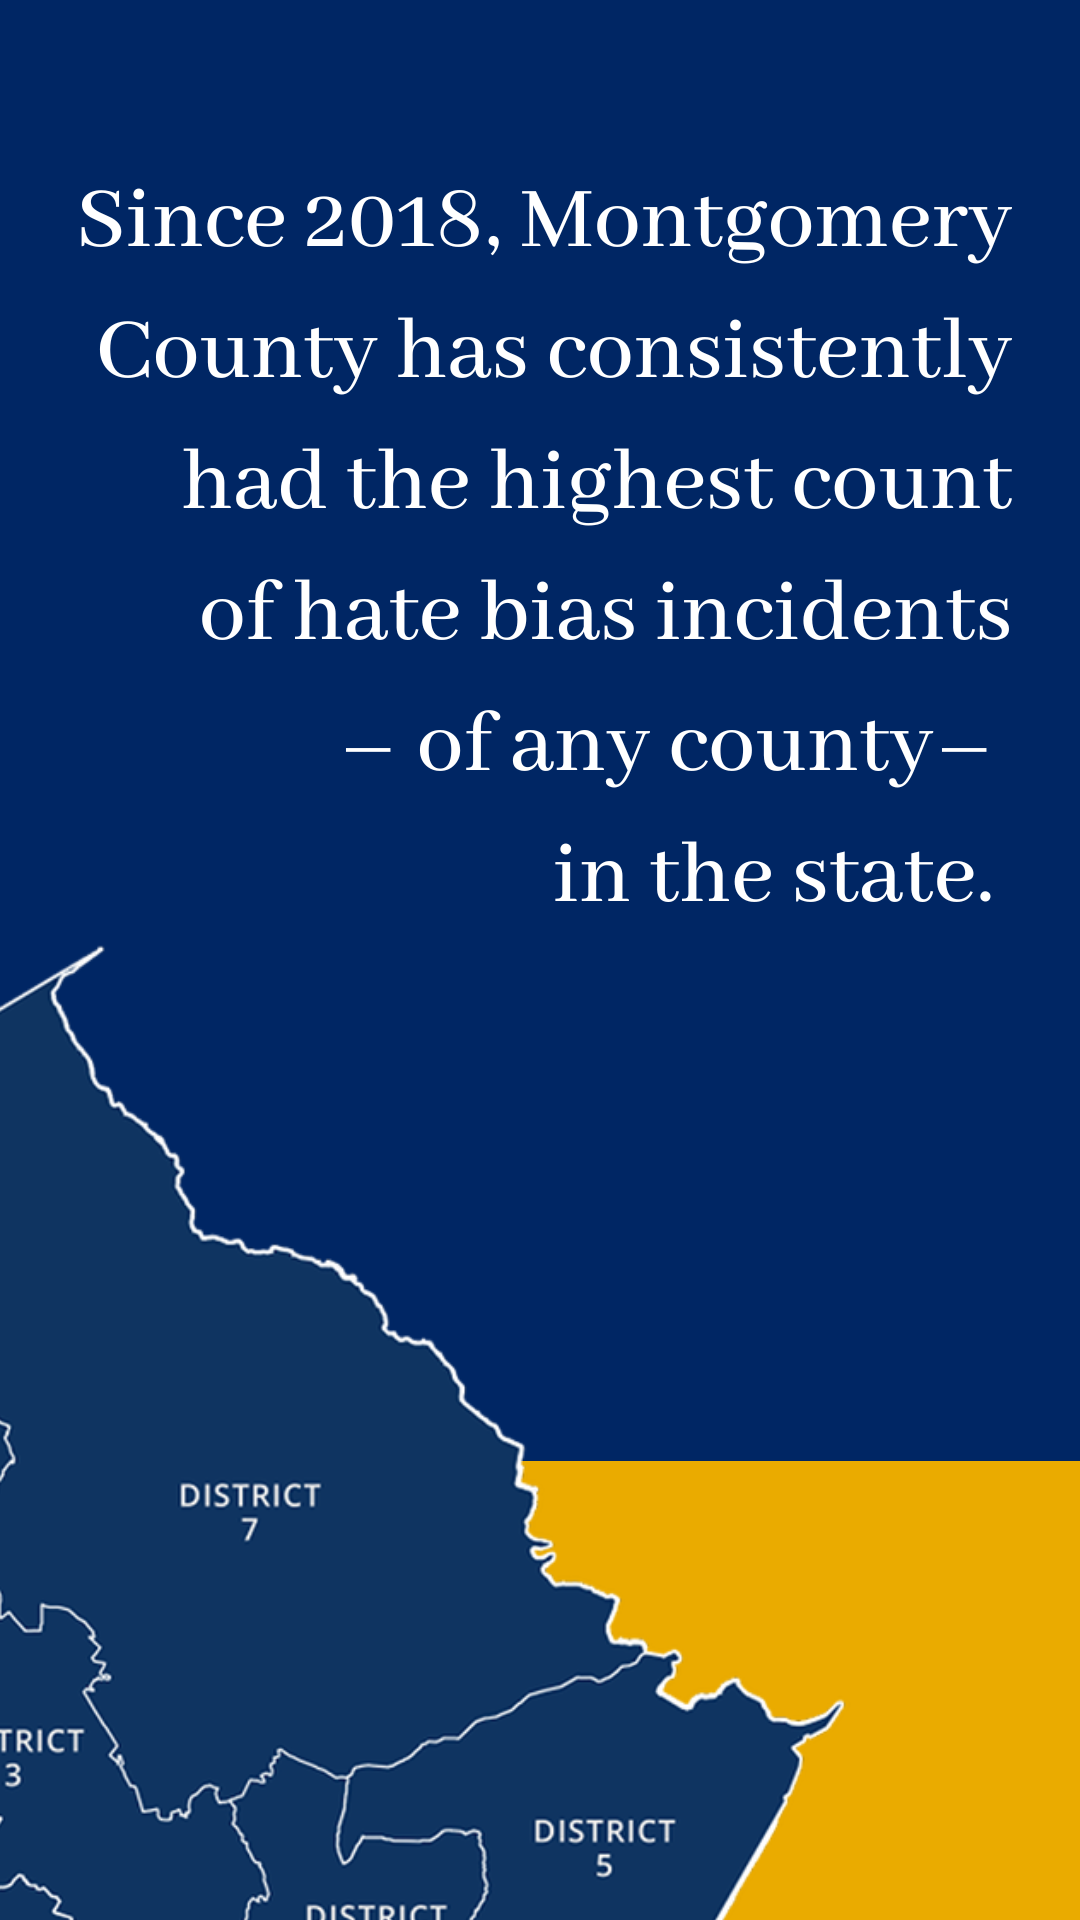 Since 2018, Montgomery
County has consistently
had the highest count
of hate bias incidents
– of any county–
in the state.
DISTRICT
7
TRICT
3
DISTRICT
5
DISTRICT